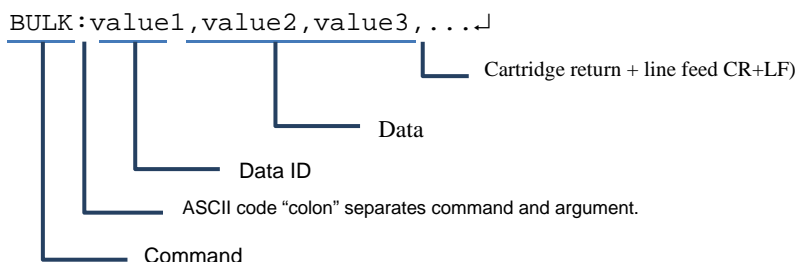 BULK:value1,value2,value3,...↵
Cartridge return + line feed CR+LF)
Data
Data ID
ASCII code “colon” separates command and argument.
Command